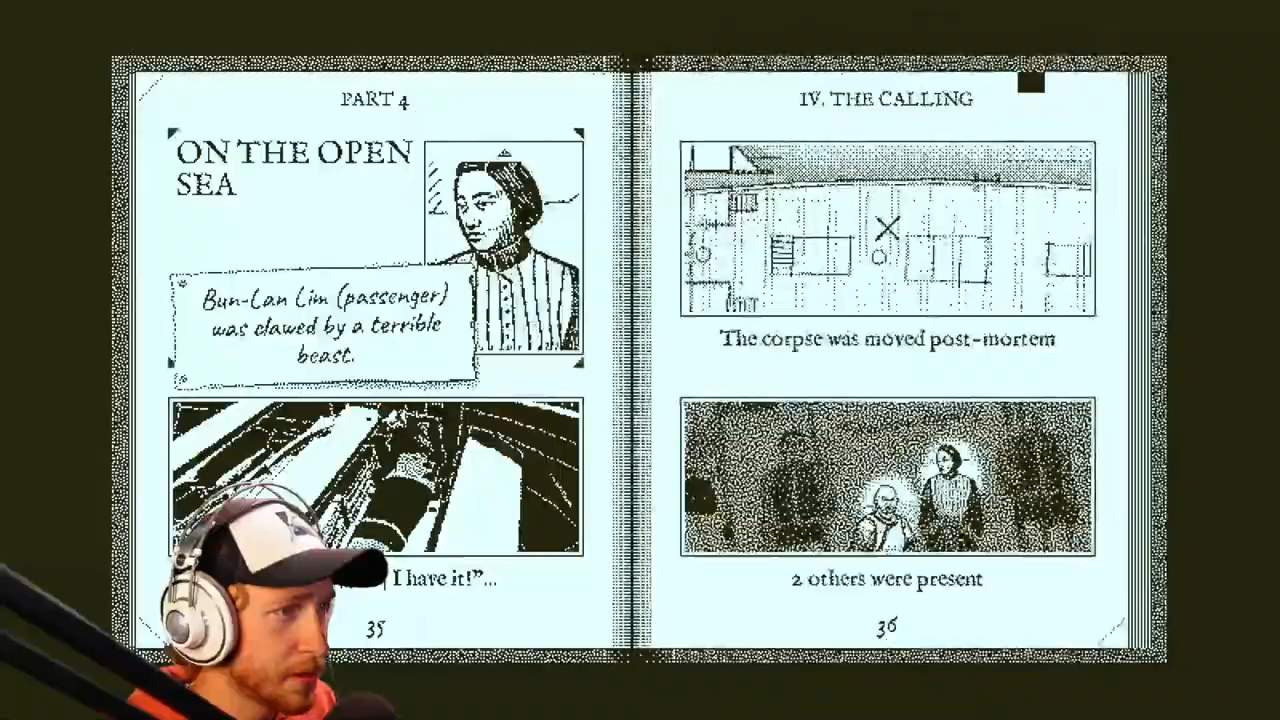 PART 4
ON THE OPEN
SEA
Bun-Lan Lim (passenger)
was clawed by a terrible
beast.
I have it!"...
35
IV. THE CALLING
The corpse was moved post-mortem
2 others were present
36